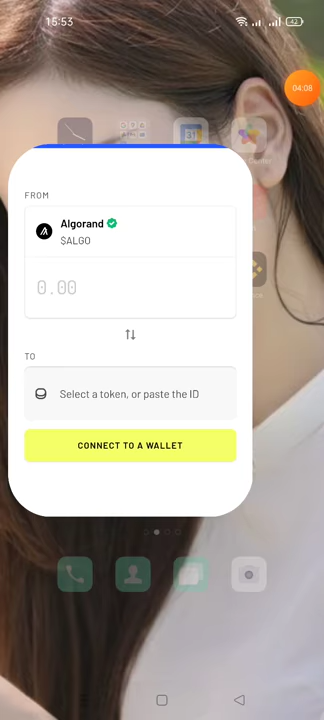 15:53
42
04:08
FROM
Algorand
$ALGO
0.00
TO
Select a token, or paste the ID
CONNECT TO A WALLET